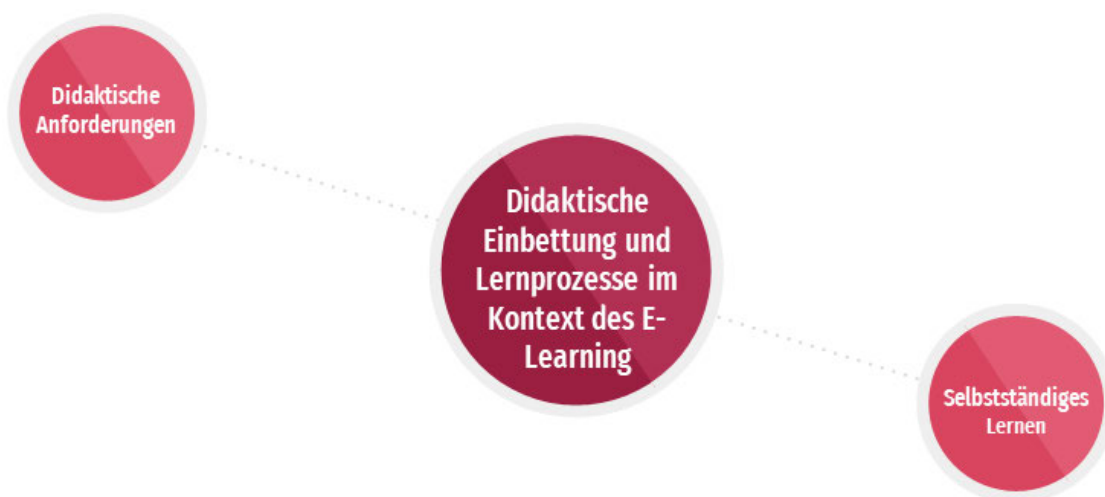 Didaktische
Anforderungen
Didaktische
Einbettung und
Lernprozesse im
Kontext des E-
Learning
Selbstständiges
Lernen